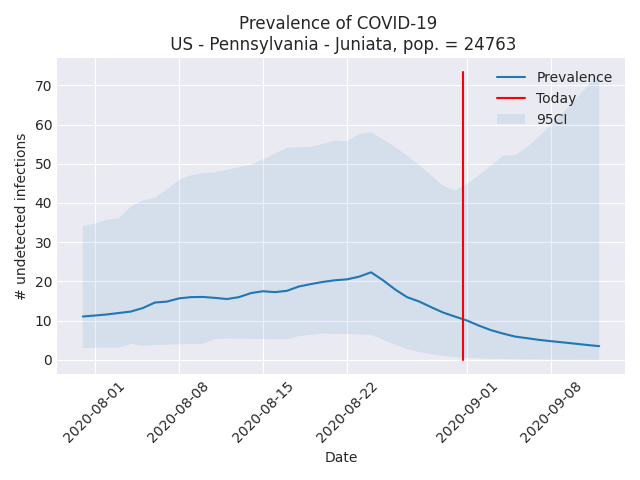 Prevalence of COVID-19
US - Pennsylvania - Juniata, pop. = 24763
Prevalence
Today
95CI
# undetected infections
70
60
50
40
30
20
10
0
2020-08-01
2020-08-08
2020-08-15
2020-08-22
2020-09-01
2020-09-08
Date